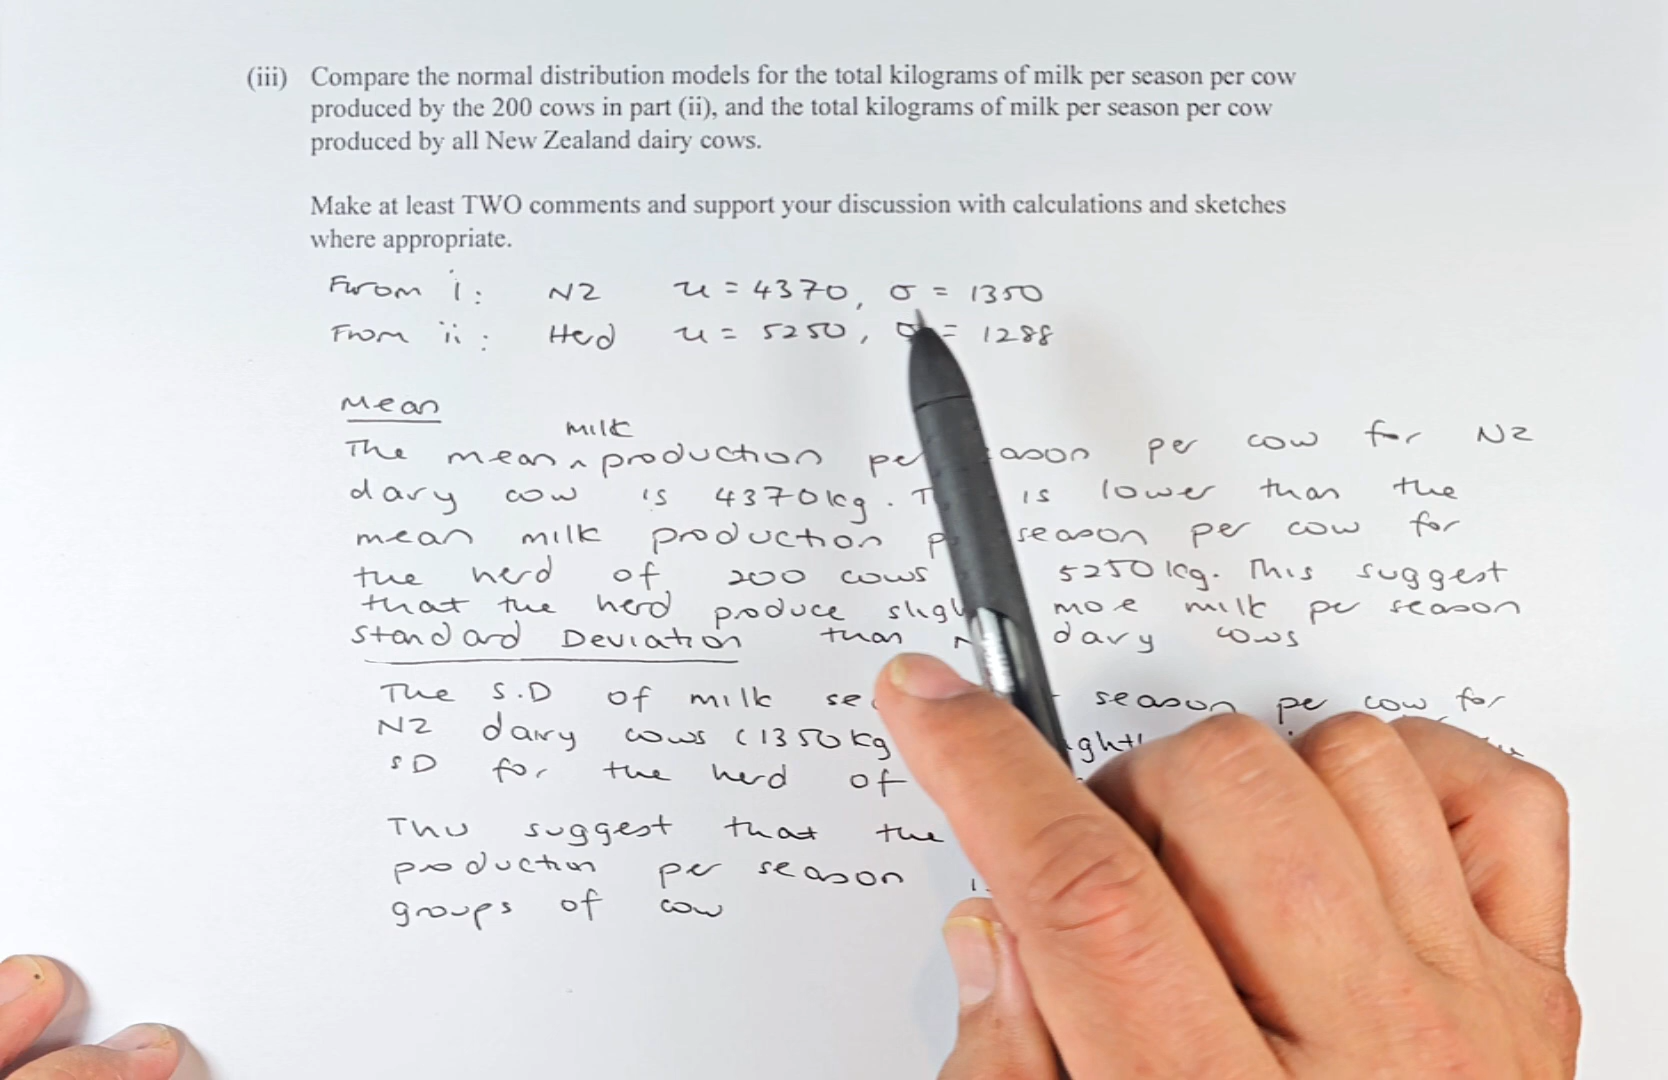 (iii) Compare the normal distribution models for the total kilograms of milk per season per cow
produced by the 200 cows in part (ii), and the total kilograms of milk per season per cow
produced by all New Zealand dairy cows.
Make at least TWO comments and support your discussion with calculations and sketches
where appropriate.
From i: NZ μ = 4370, σ = 1350
From ii: Herd μ = 5250, σ = 1288
Mean
milk
The mean ^ production per season per cow for NZ
dary cow is 4370kg. is lower than the
mean milk production season per cow for
the herd of 200 cows 5250kg. This suggest
that the herd produce more milk per season
Standard Deviation than dary cows
The S.D of milk season per cow for
NZ dairy cows (1350kg
SD for the herd of
This suggest that the
production per season
groups of cow